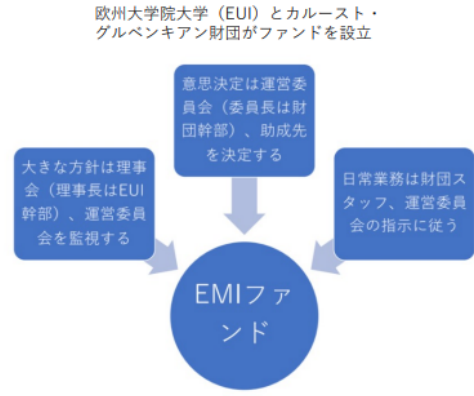 欧州大学院大学（EUI）とカルースト・
グルベンキアン財団がファンドを設立
意思決定は運営委
員会（委員長は財
団幹部）、助成先
を決定する
大きな方針は理事
会（理事長はEUI
幹部）、運営委員
会を監視する
日常業務は財団ス
タッフ、運営委員
会の指示に従う
EMIファ
ンド